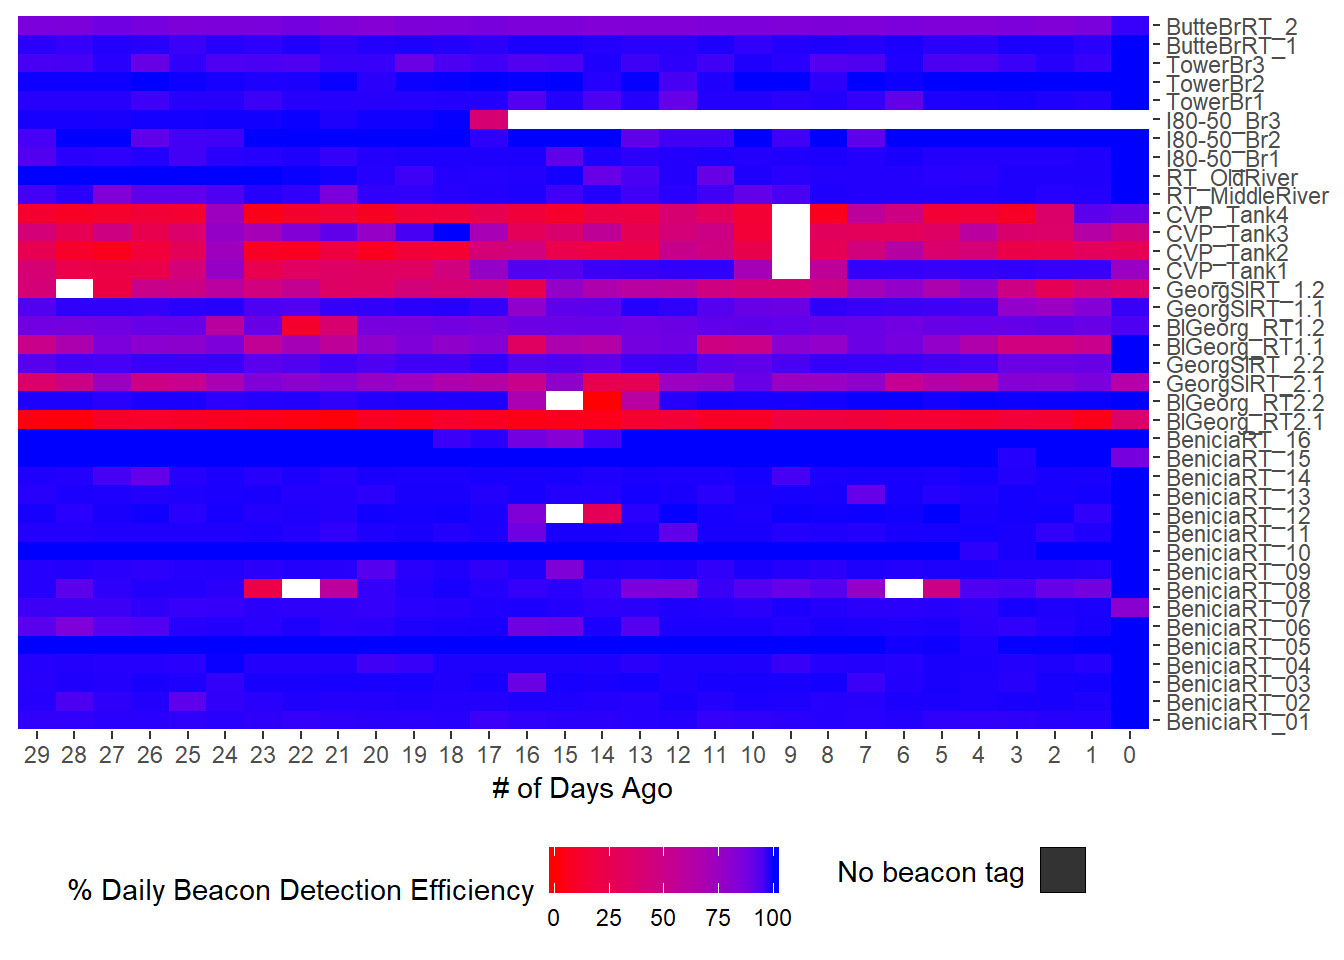 ButteBrRT_2
ButteBrRT_1
TowerBr3
TowerBr2
TowerBr1
I80-50_Br3
I80-50_Br2
I80-50_Br1
RT_OldRiver
RT_MiddleRiver
CVP_Tank4
CVP_Tank3
CVP_Tank2
CVP_Tank1
GeorgSlRT_1.2
GeorgSlRT_1.1
BlGeorg_RT1.2
BlGeorg_RT1.1
GeorgSlRT_2.2
GeorgSlRT_2.1
BlGeorg_RT2.2
BlGeorg_RT2.1
BeniciaRT_16
BeniciaRT_15
BeniciaRT_14
BeniciaRT_13
BeniciaRT_12
BeniciaRT_11
BeniciaRT_10
BeniciaRT_09
BeniciaRT_08
BeniciaRT_07
BeniciaRT_06
BeniciaRT_05
BeniciaRT_04
BeniciaRT_03
BeniciaRT_02
BeniciaRT_01
29 28 27 26 25 24 23 22 21 20 19 18 17 16 15 14 13 12 11 10 9 8 7 6 5 4 3 2 1 0
# of Days Ago
% Daily Beacon Detection Efficiency
0 25 50 75 100
No beacon tag